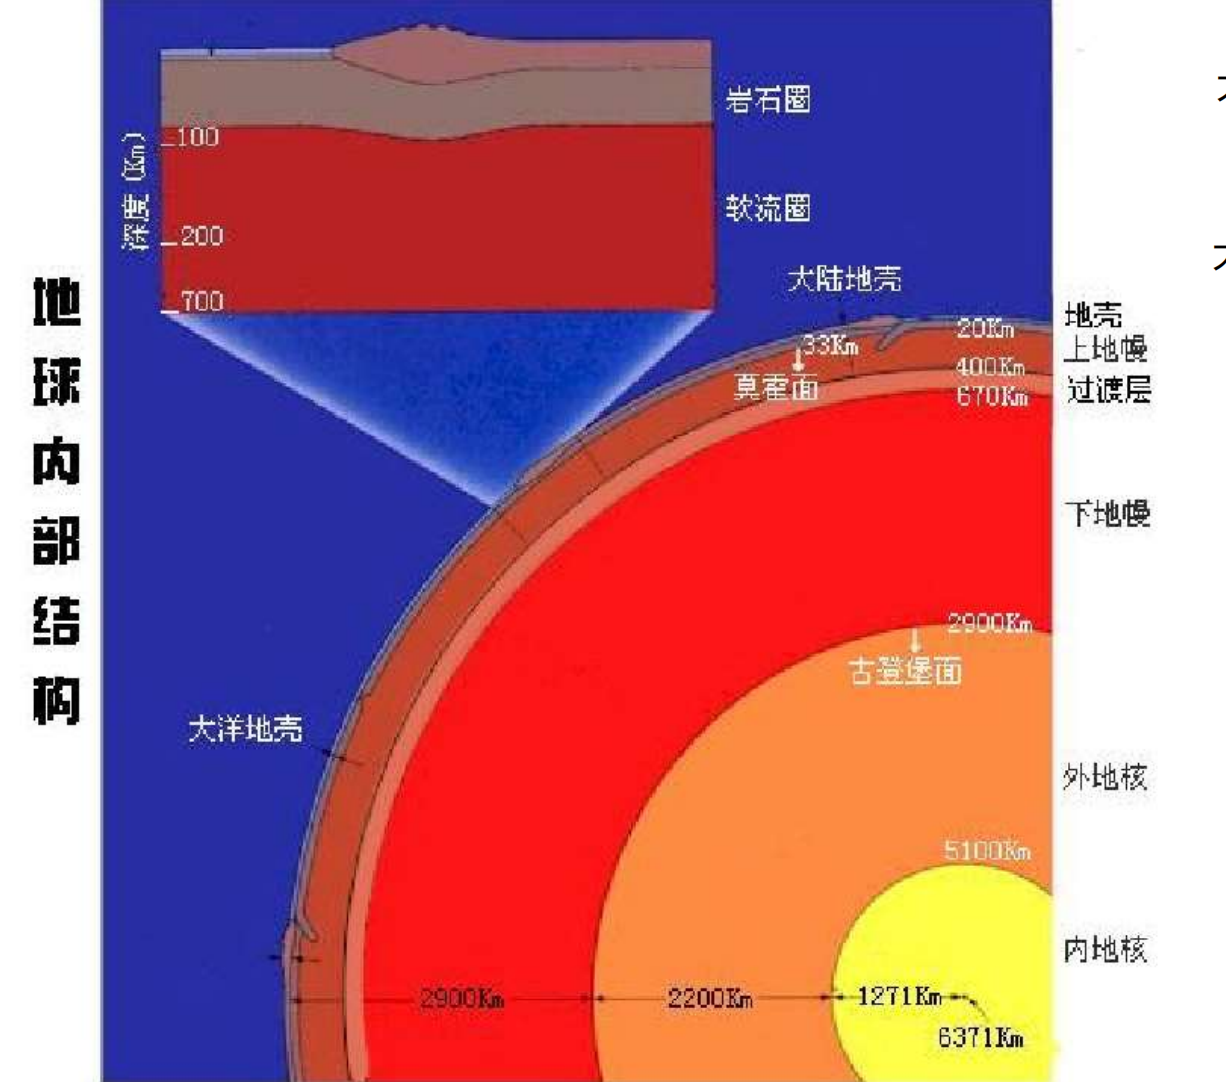 地球内部结构
深度(Km)
100
200
700
岩石圈
软流圈
大陆地壳
地壳
20Km
33Km
上地幔
莫霍面
400Km
过渡层
670Km
下地幔
2900Km
古登堡面
大洋地壳
外地核
5100Km
内地核
2900Km
2200Km
1271Km
6371Km